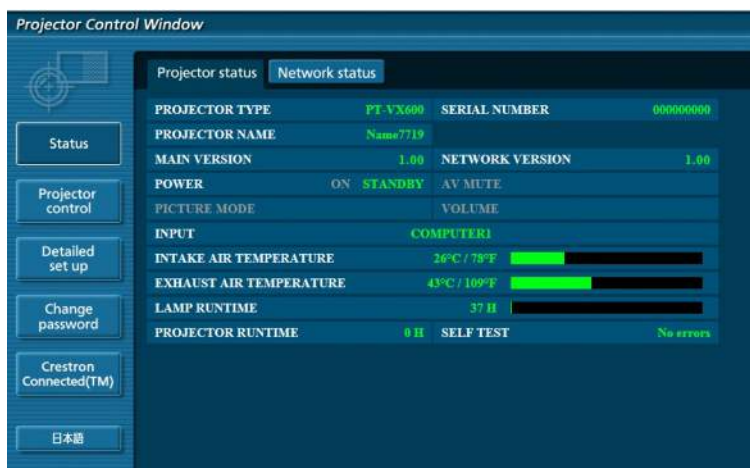 Projector Control Window
Projector status Network status
PROJECTOR TYPE PT-VX600 SERIAL NUMBER 000000000
PROJECTOR NAME Name7719
MAIN VERSION 1.00 NETWORK VERSION 1.00
POWER ON STANDBY AV MUTE
PICTURE MODE VOLUME
INPUT COMPUTER1
INTAKE AIR TEMPERATURE 26°C / 78°F
EXHAUST AIR TEMPERATURE 43°C / 109°F
LAMP RUNTIME 37 H
PROJECTOR RUNTIME 0 H SELF TEST No errors
Status
Projector
control
Detailed
set up
Change
password
Crestron
Connected(TM)
日本語